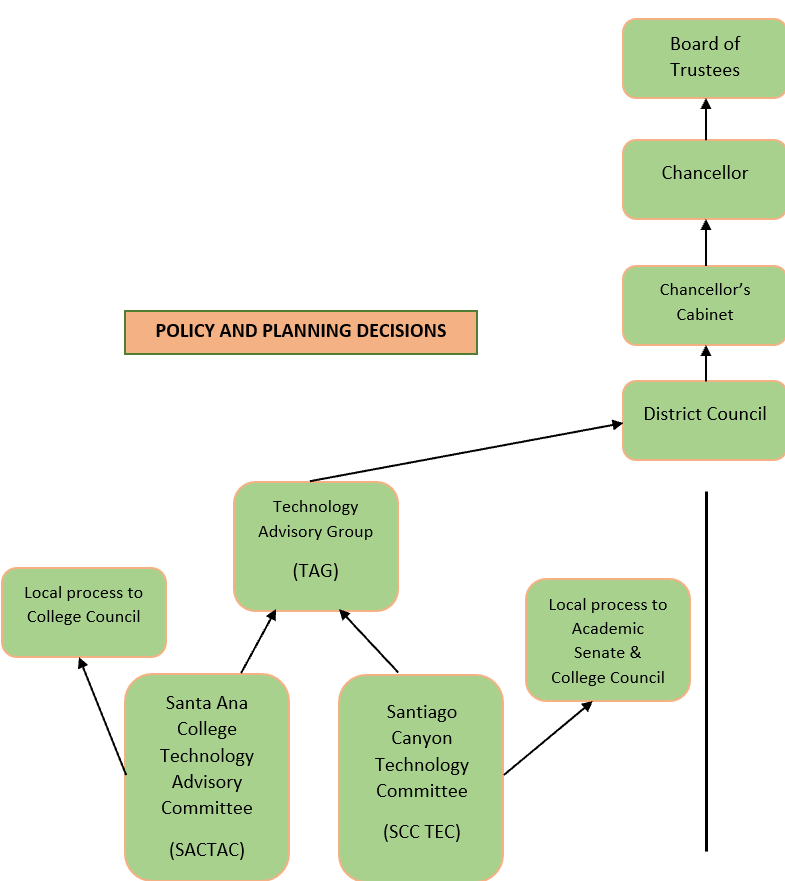 Board of
Trustees
Chancellor
Chancellor’s
Cabinet
POLICY AND PLANNING DECISIONS
District Council
Technology
Advisory Group
(TAG)
Local process to
College Council
Local process to
Academic
Senate &
College Council
Santa Ana
College
Technology
Advisory
Committee
(SACTAC)
Santiago
Canyon
Technology
Committee
(SCC TEC)